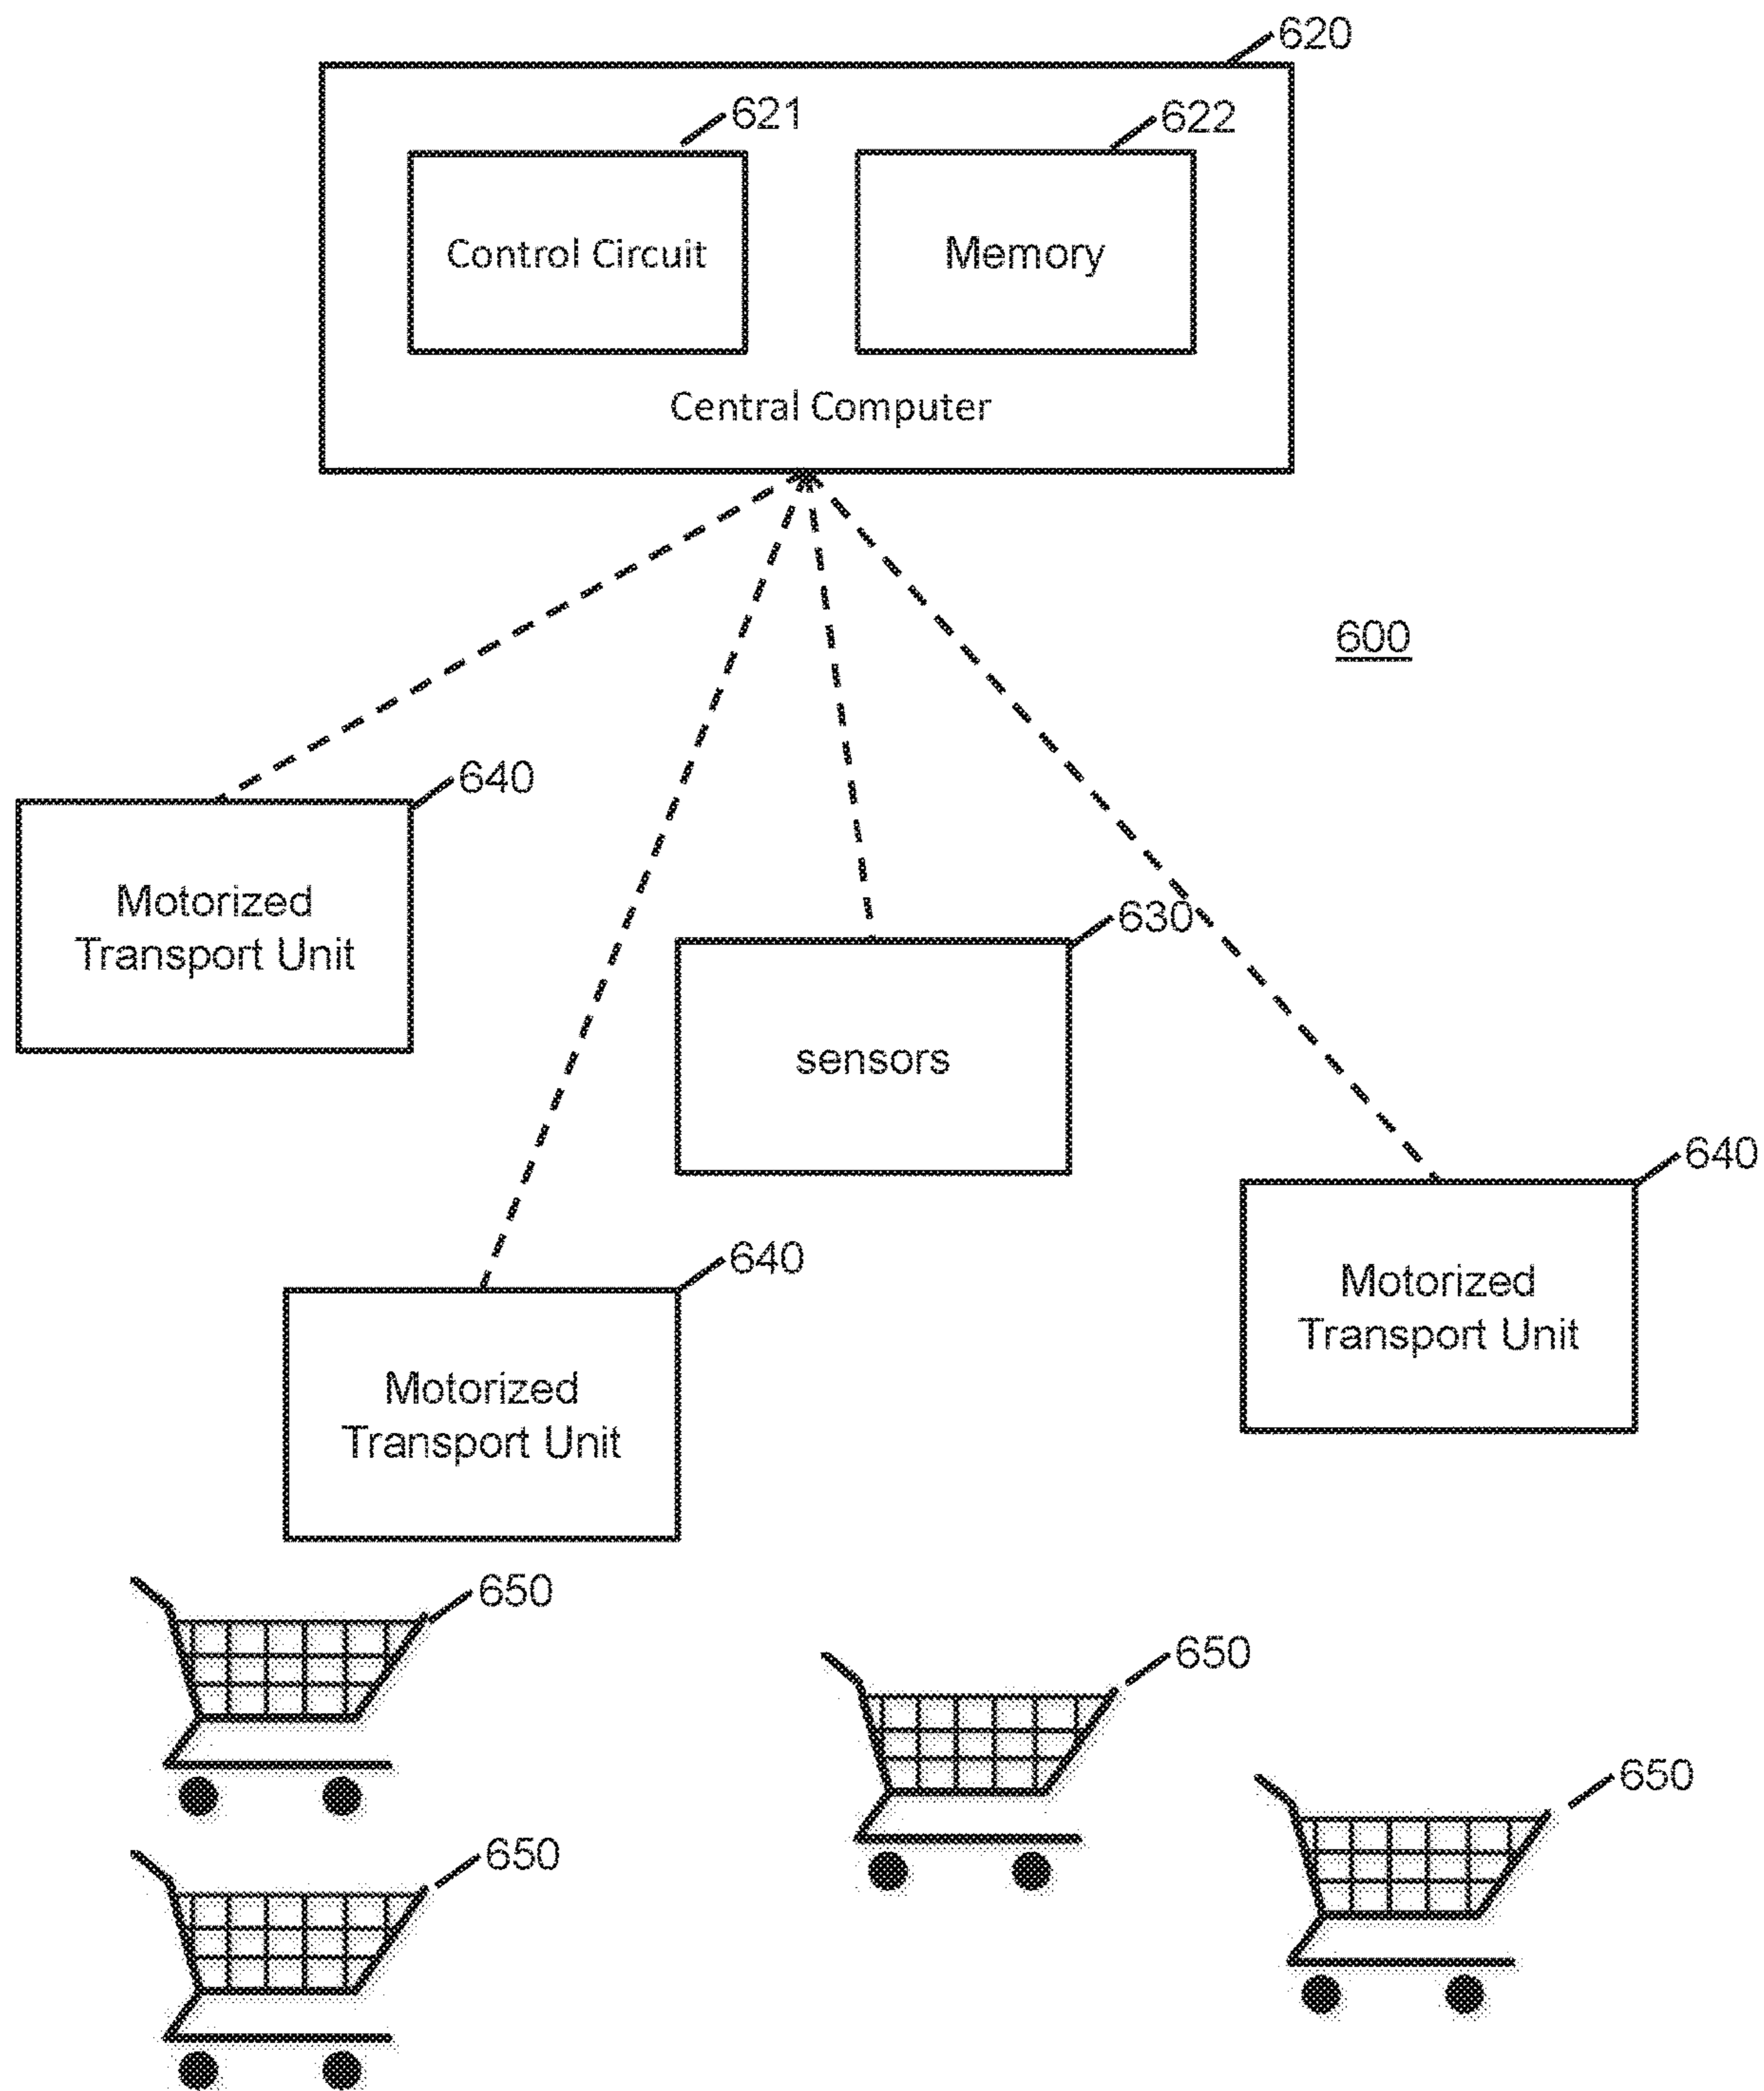 620
621
622
Control Circuit
Memory
Central Computer
600
640
Motorized
Transport Unit
630
sensors
640
Motorized
Transport Unit
640
Motorized
Transport Unit
650
650
650
650